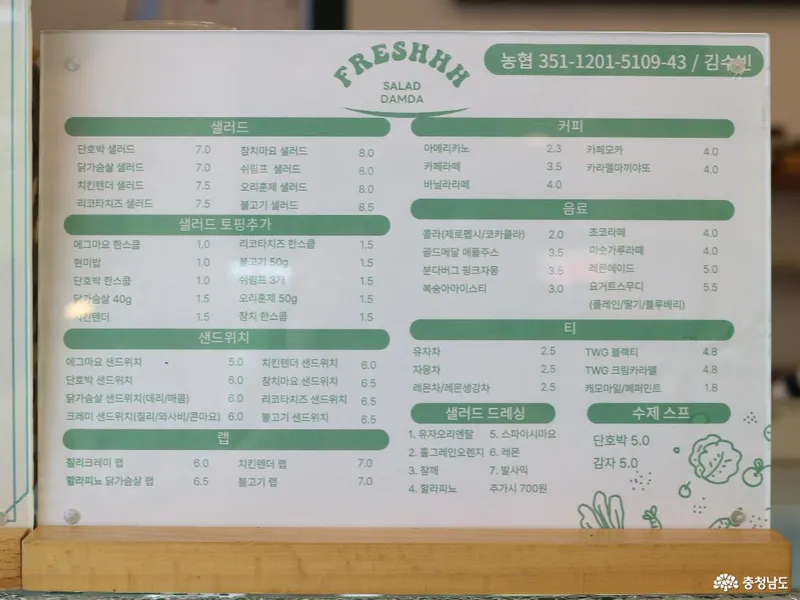 FRESHHH
SALAD
DAMDA
농협 351-1201-5109-43 / 김수빈
샐러드
단호박 샐러드 7.0 참치마요 샐러드 8.0
닭가슴살 샐러드 7.0 쉬림프 샐러드 8.0
치킨텐더 샐러드 7.5 오리훈제 샐러드 8.0
리코타치즈 샐러드 7.5 불고기 샐러드 8.5
샐러드 토핑추가
에그마요 한스쿱 1.0 리코타치즈 한스쿱 1.5
현미밥 1.0 불고기 50g 1.5
단호박 한스쿱 1.0 쉬림프 3개 1.5
닭가슴살 40g 1.5 오리훈제 50g 1.5
치킨텐더 1.5 참치 한스쿱 1.5
샌드위치
에그마요 샌드위치 5.0 치킨텐더 샌드위치 6.0
단호박 샌드위치 6.0 참치마요 샌드위치 6.5
닭가슴살 샌드위치(데리/매콤) 6.0 리코타치즈 샌드위치 6.5
크레미 샌드위치(칠리/와사비/콘마요) 6.0 불고기 샌드위치 6.5
랩
칠리크레미 랩 6.0 치킨텐더 랩 7.0
할라피뇨 닭가슴살 랩 6.5 불고기 랩 7.0
커피
아메리카노 2.3 카페모카 4.0
카페라떼 3.5 카라멜마끼야또 4.0
바닐라라떼 4.0
음료
콜라(제로펩시/코카콜라) 2.0 초코라떼 4.0
골드메달 애플주스 3.5 미숫가루라떼 4.0
분다버그 핑크자몽 3.5 레몬에이드 5.0
복숭아아이스티 3.0 요거트스무디 5.5
(플레인/딸기/블루베리)
티
유자차 2.5 TWG 블랙티 4.8
자몽차 2.5 TWG 크림카라멜 4.8
레몬차/레몬생강차 2.5 캐모마일/페퍼민트 1.8
샐러드 드레싱
1. 유자오리엔탈 5. 스파이시마요
2. 홀그레인오렌지 6. 레몬
3. 참깨 7. 발사믹
4. 할라피뇨 추가시 700원
수제 스프
단호박 5.0
감자 5.0
충청남도